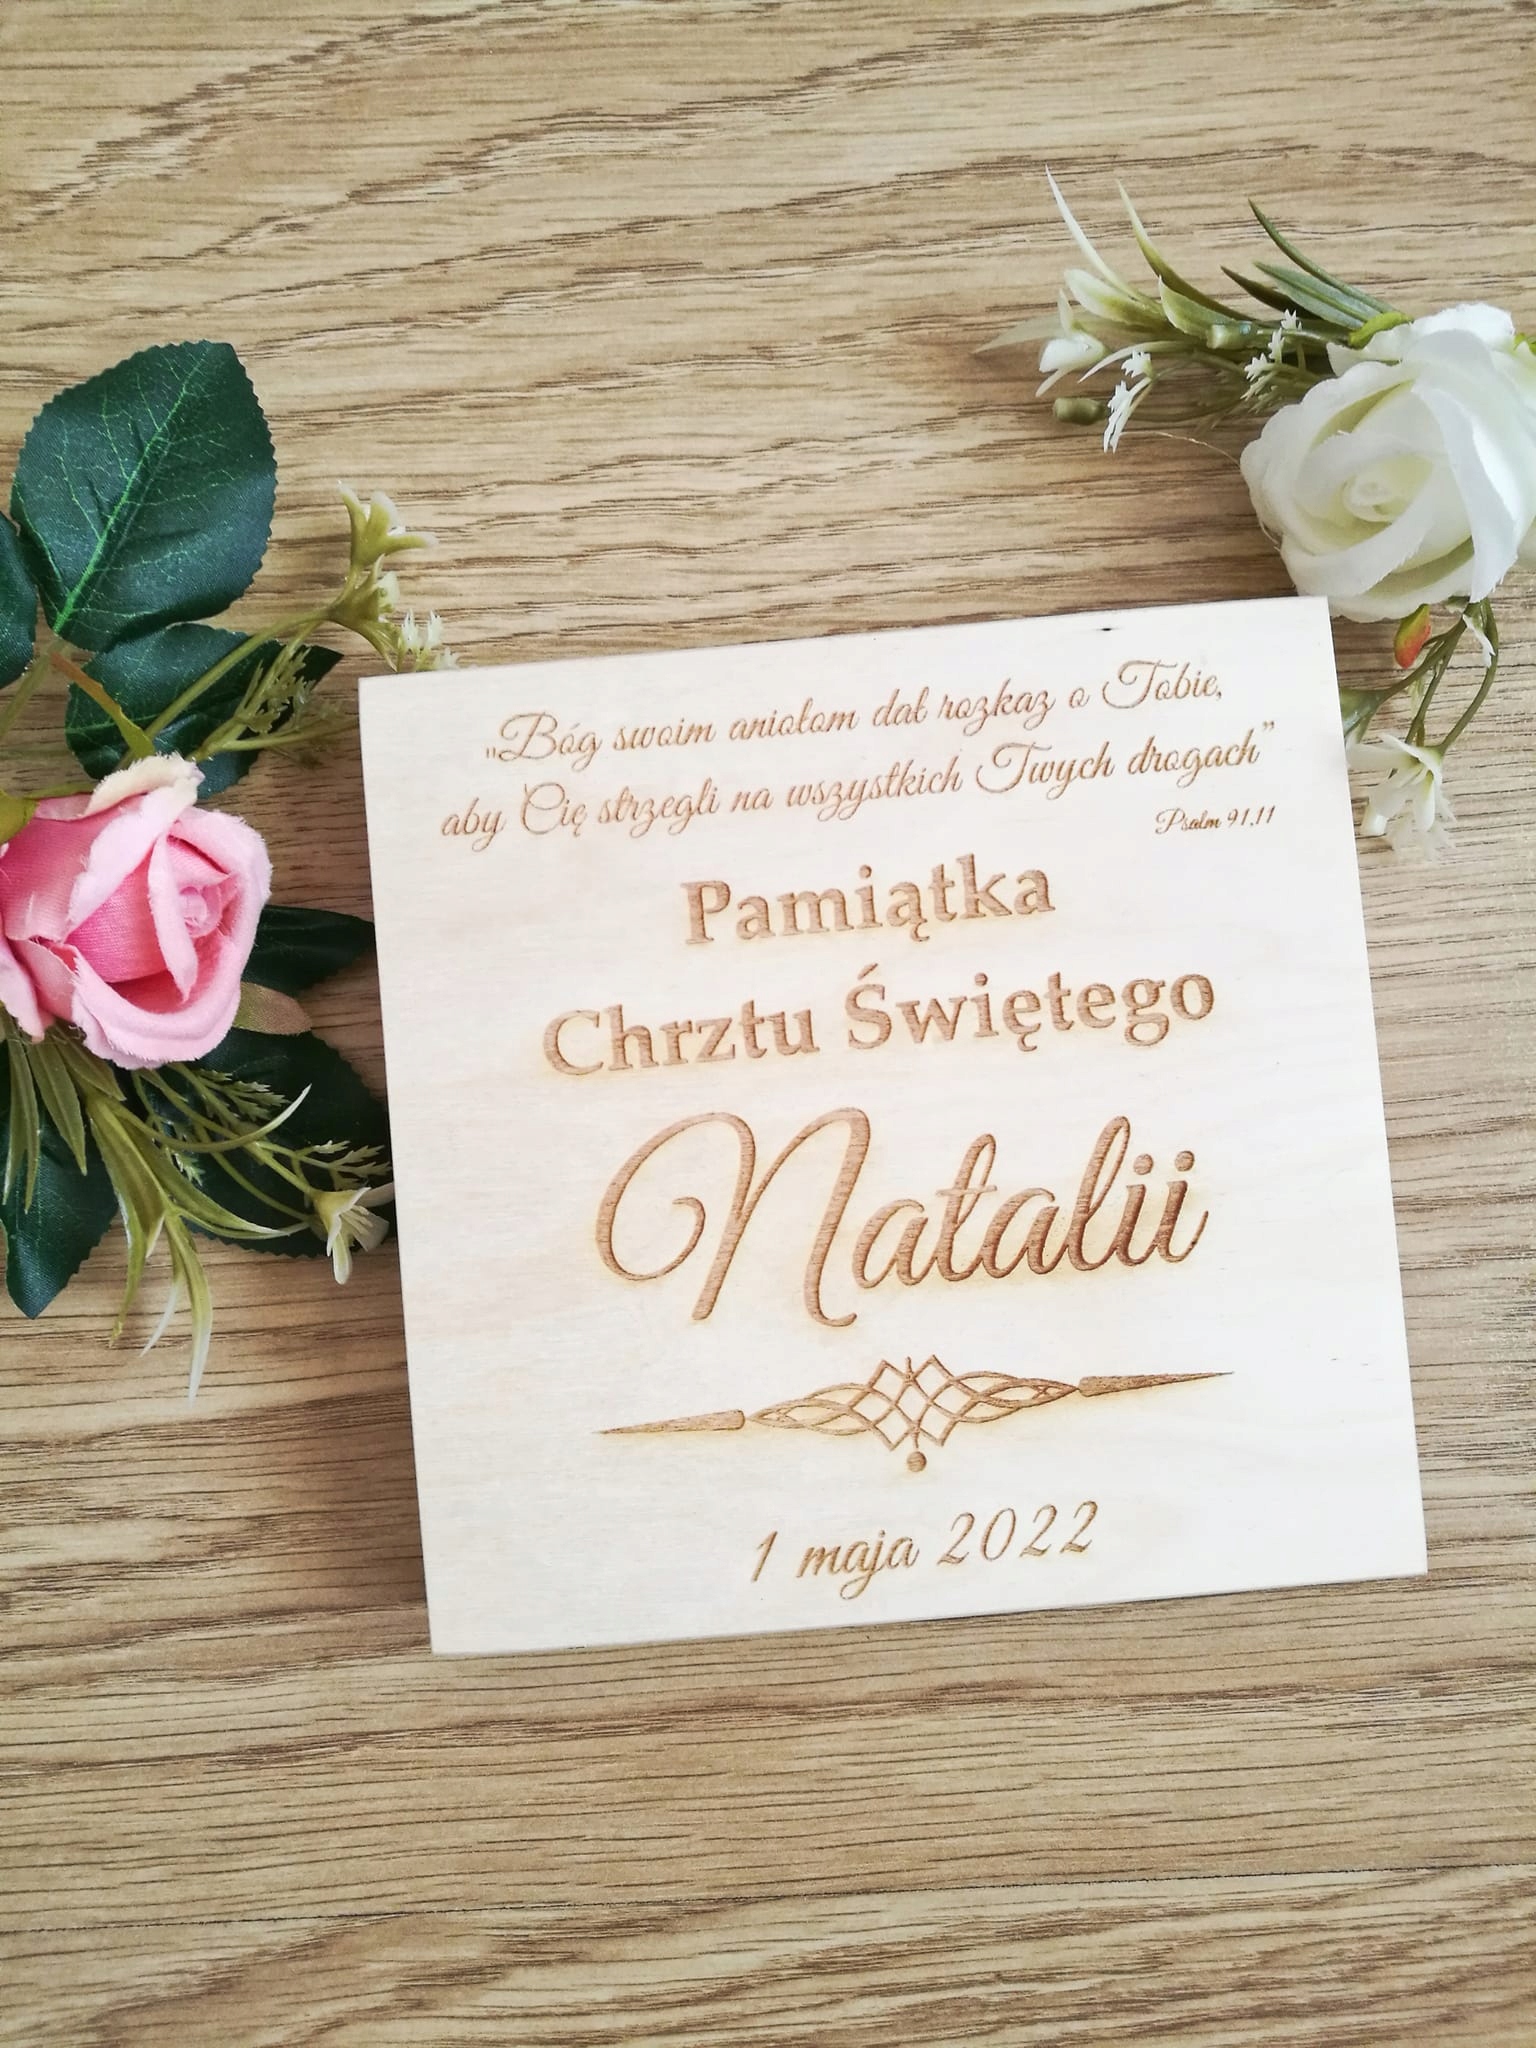 „Bóg swoim aniołom dał rozkaz o Tobie,
aby Cię strzegli na wszystkich Twych drogach”
Psalm 91,11
Pamiątka
Chrztu Świętego
Natalii
1 maja 2022